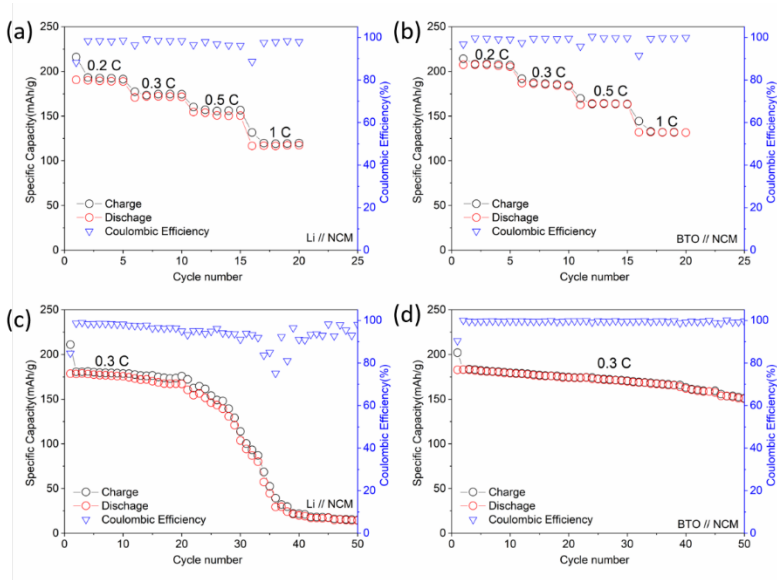 (a)
250
200
150
100
50
0
0 5 10 15 20 25
100
80
60
40
20
0
Specific Capacity(mAh/g)
Coulombic Efficiency(%)
Cycle number
0.2 C
0.3 C
0.5 C
1 C
Charge
Dischage
Coulombic Efficiency
Li // NCM
(b)
250
200
150
100
50
0
0 5 10 15 20 25
100
80
60
40
20
0
Specific Capacity(mAh/g)
Coulombic Efficiency(%)
Cycle number
0.2 C
0.3 C
0.5 C
1 C
Charge
Dischage
Coulombic Efficiency
BTO // NCM
(c)
250
200
150
100
50
0
0 10 20 30 40 50
100
80
60
40
20
0
Specific Capacity(mAh/g)
Coulombic Efficiency(%)
Cycle number
0.3 C
Charge
Dischage
Coulombic Efficiency
Li // NCM
(d)
250
200
150
100
50
0
0 10 20 30 40 50
100
80
60
40
20
0
Specific Capacity(mAh/g)
Coulombic Efficiency(%)
Cycle number
0.3 C
Charge
Dischage
Coulombic Efficiency
BTO // NCM